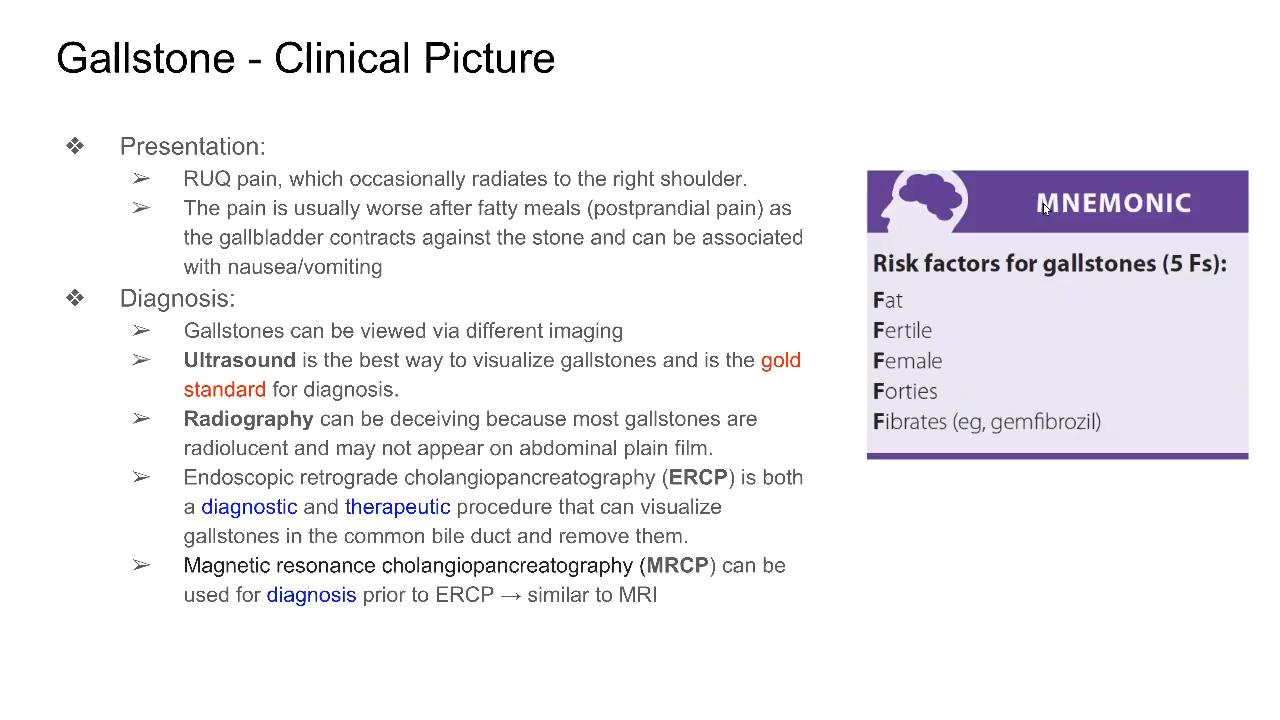 Gallstone - Clinical Picture
❖ Presentation:
➢ RUQ pain, which occasionally radiates to the right shoulder.
➢ The pain is usually worse after fatty meals (postprandial pain) as
the gallbladder contracts against the stone and can be associated
with nausea/vomiting
❖ Diagnosis:
➢ Gallstones can be viewed via different imaging
➢ Ultrasound is the best way to visualize gallstones and is the gold
standard for diagnosis.
➢ Radiography can be deceiving because most gallstones are
radiolucent and may not appear on abdominal plain film.
➢ Endoscopic retrograde cholangiopancreatography (ERCP) is both
a diagnostic and therapeutic procedure that can visualize
gallstones in the common bile duct and remove them.
➢ Magnetic resonance cholangiopancreatography (MRCP) can be
used for diagnosis prior to ERCP → similar to MRI
MNEMONIC
Risk factors for gallstones (5 Fs):
Fat
Fertile
Female
Forties
Fibrates (eg, gemfibrozil)